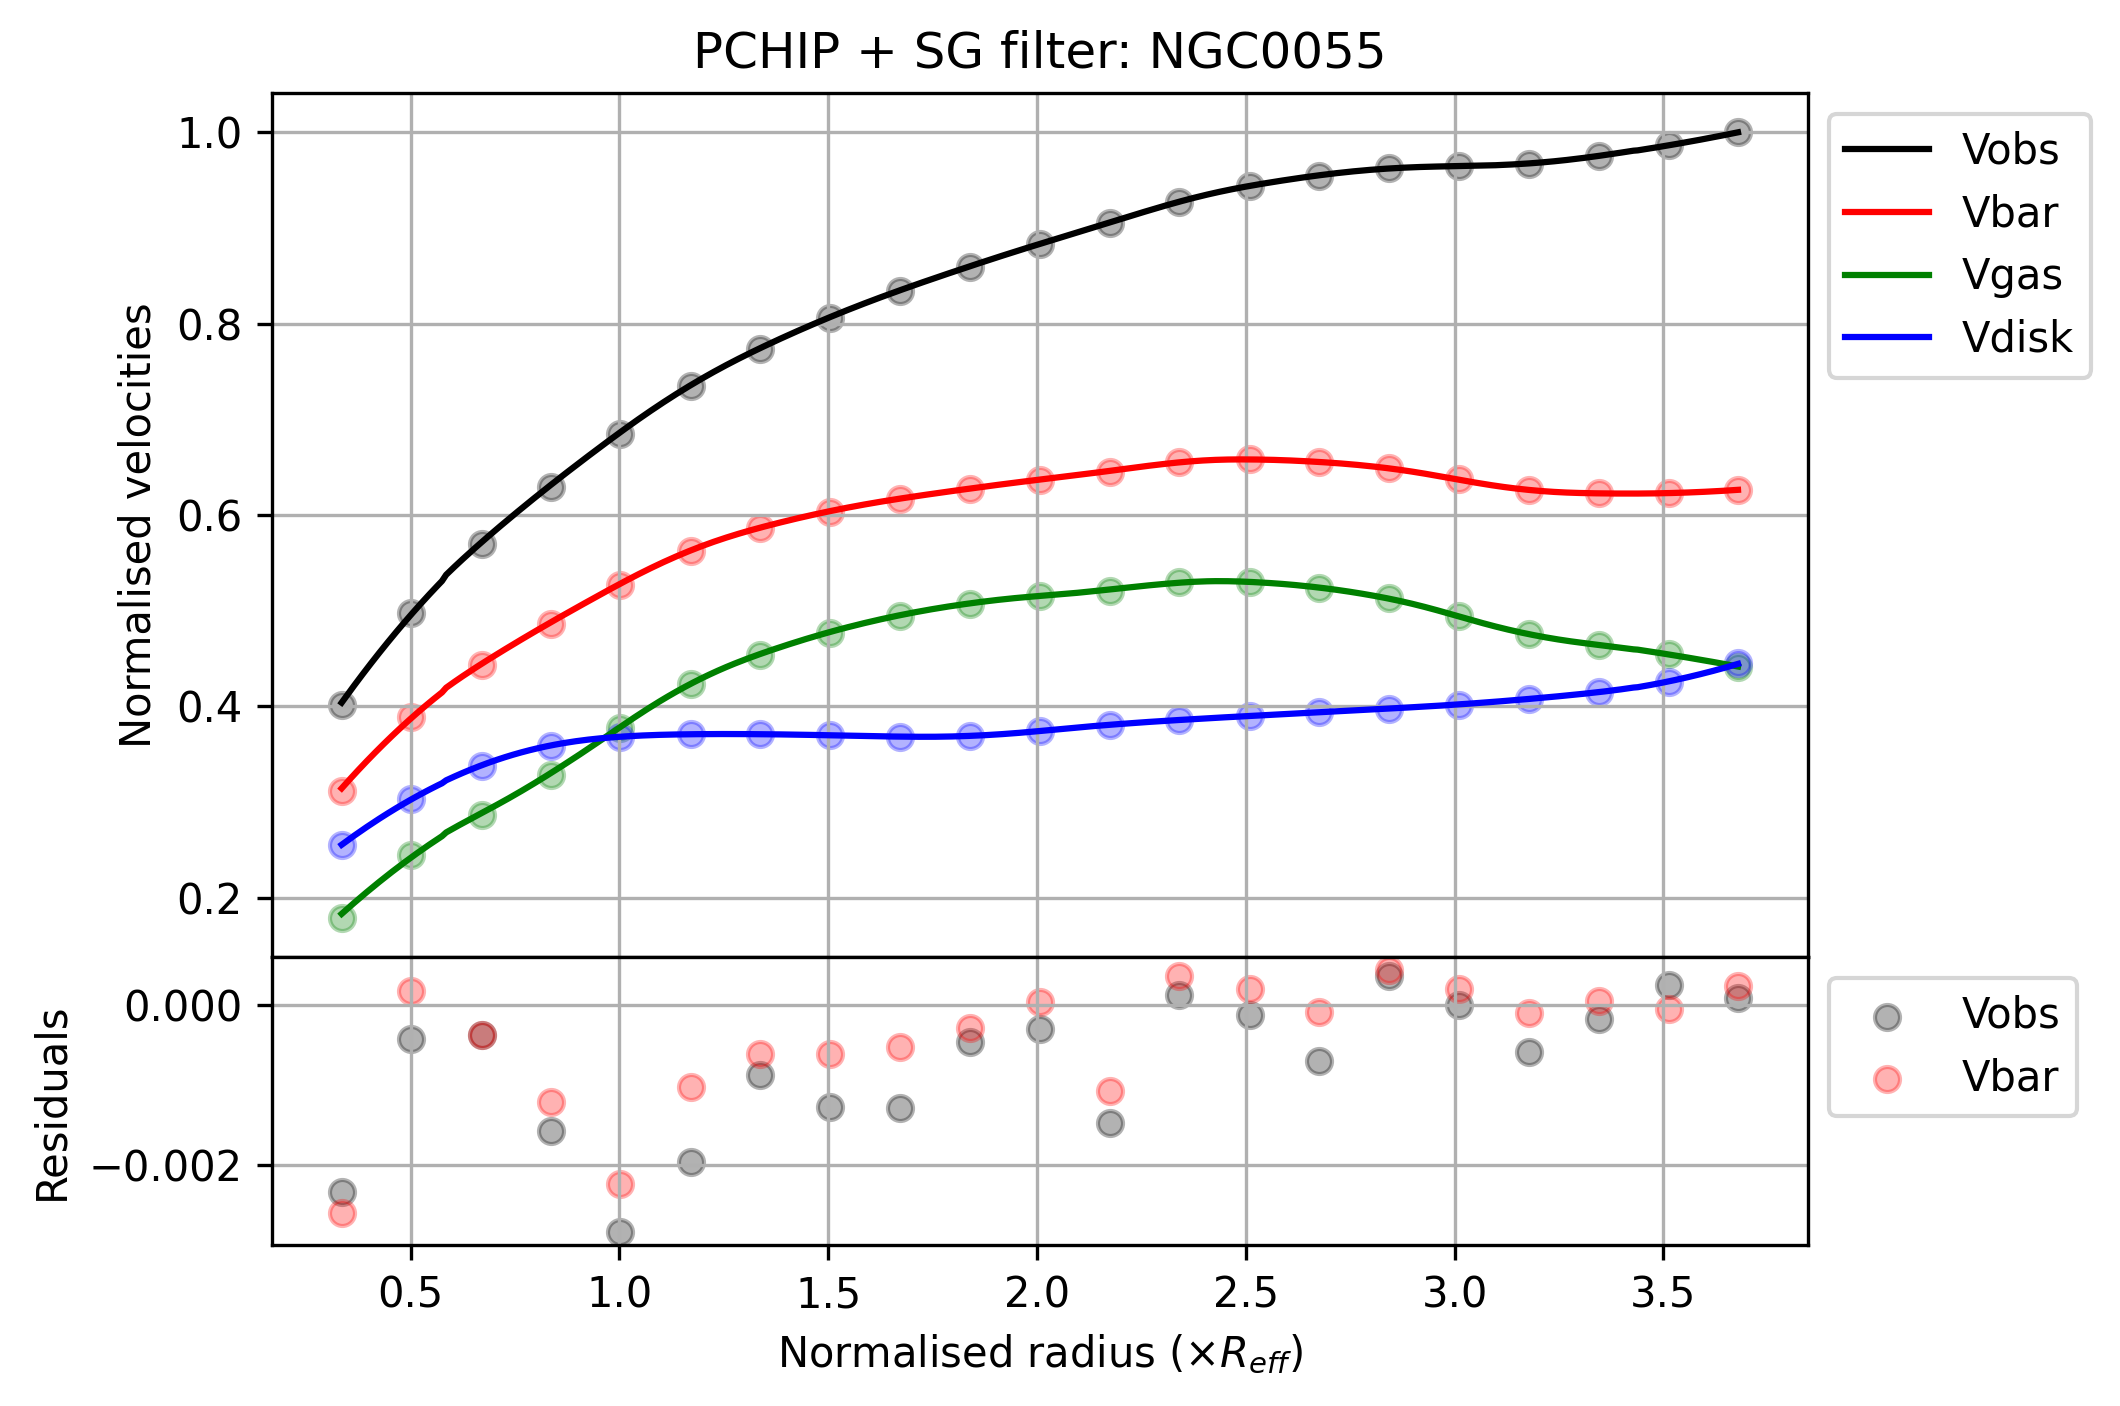 PCHIP + SG filter: NGC0055
Normalised velocities
1.0
0.8
0.6
0.4
0.2
Vobs
Vbar
Vgas
Vdisk
Residuals
0.000
−0.002
Vobs
Vbar
0.5 1.0 1.5 2.0 2.5 3.0 3.5
Normalised radius (×R_eff)